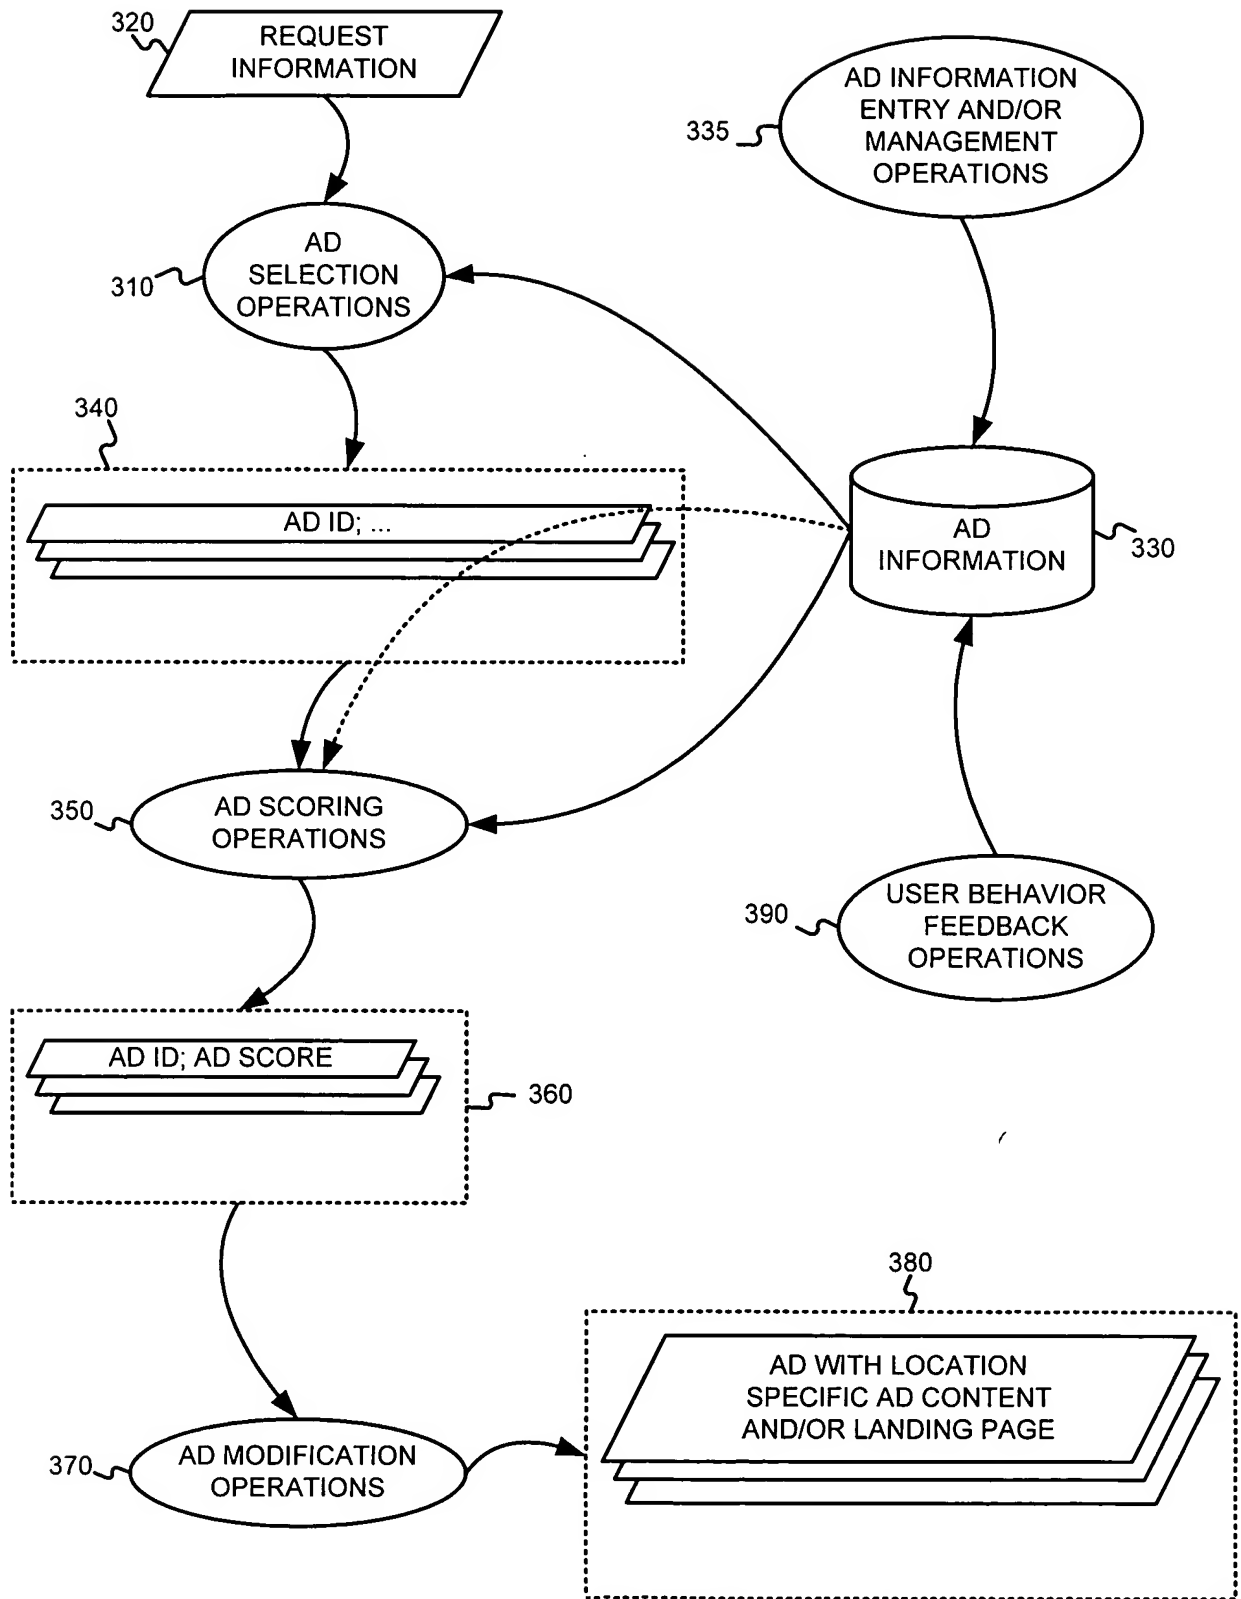 320
REQUEST
INFORMATION
335
AD INFORMATION
ENTRY AND/OR
MANAGEMENT
OPERATIONS
310
AD
SELECTION
OPERATIONS
340
AD ID; ...
AD
INFORMATION
330
350
AD SCORING
OPERATIONS
390
USER BEHAVIOR
FEEDBACK
OPERATIONS
AD ID; AD SCORE
360
380
AD WITH LOCATION
SPECIFIC AD CONTENT
AND/OR LANDING PAGE
370
AD MODIFICATION
OPERATIONS